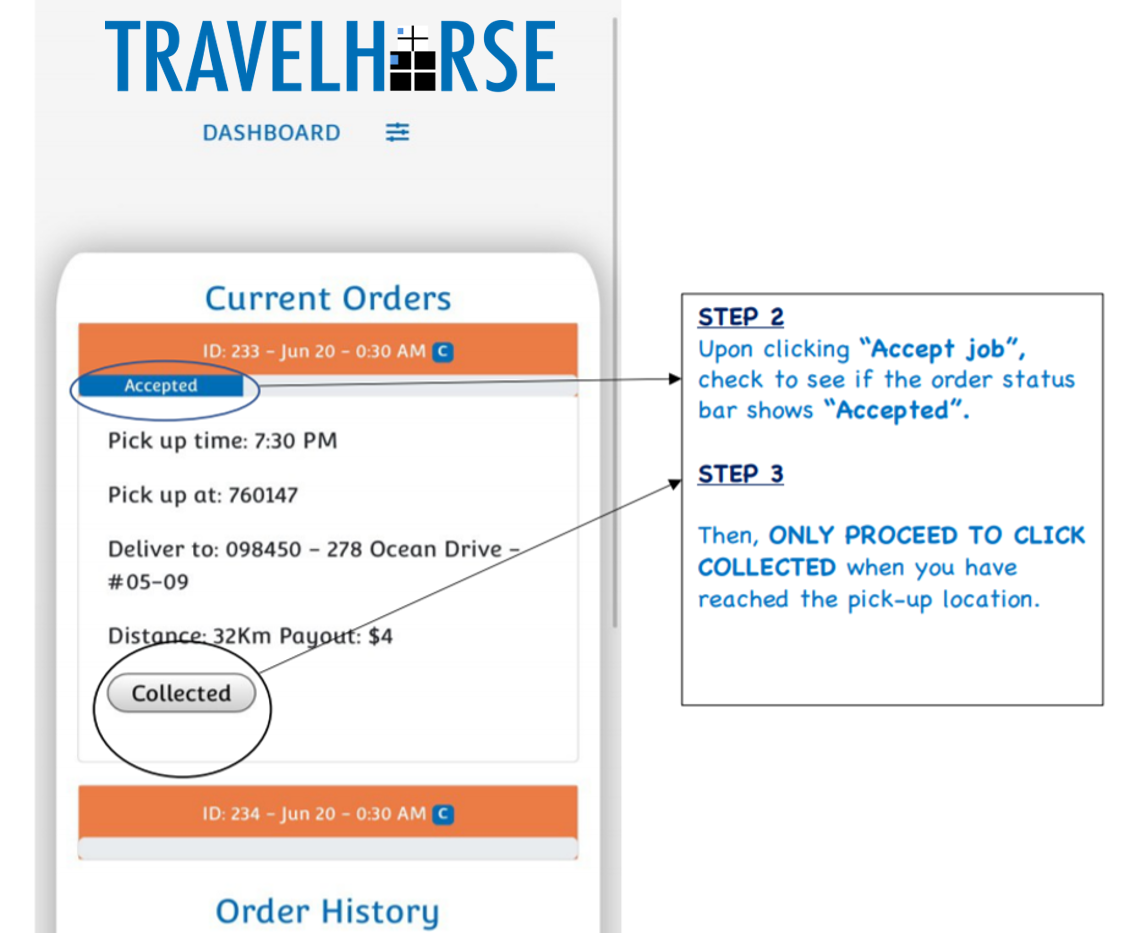 TRAVELHORSE
DASHBOARD
Current Orders
ID: 233 - Jun 20 - 0:30 AM C
Accepted
Pick up time: 7:30 PM
Pick up at: 760147
Deliver to: 098450 - 278 Ocean Drive -
#05-09
Distance: 32Km Payout: $4
Collected
ID: 234 - Jun 20 - 0:30 AM C
Order History
STEP 2
Upon clicking “Accept job”,
check to see if the order status
bar shows “Accepted”.
STEP 3
Then, ONLY PROCEED TO CLICK
COLLECTED when you have
reached the pick-up location.